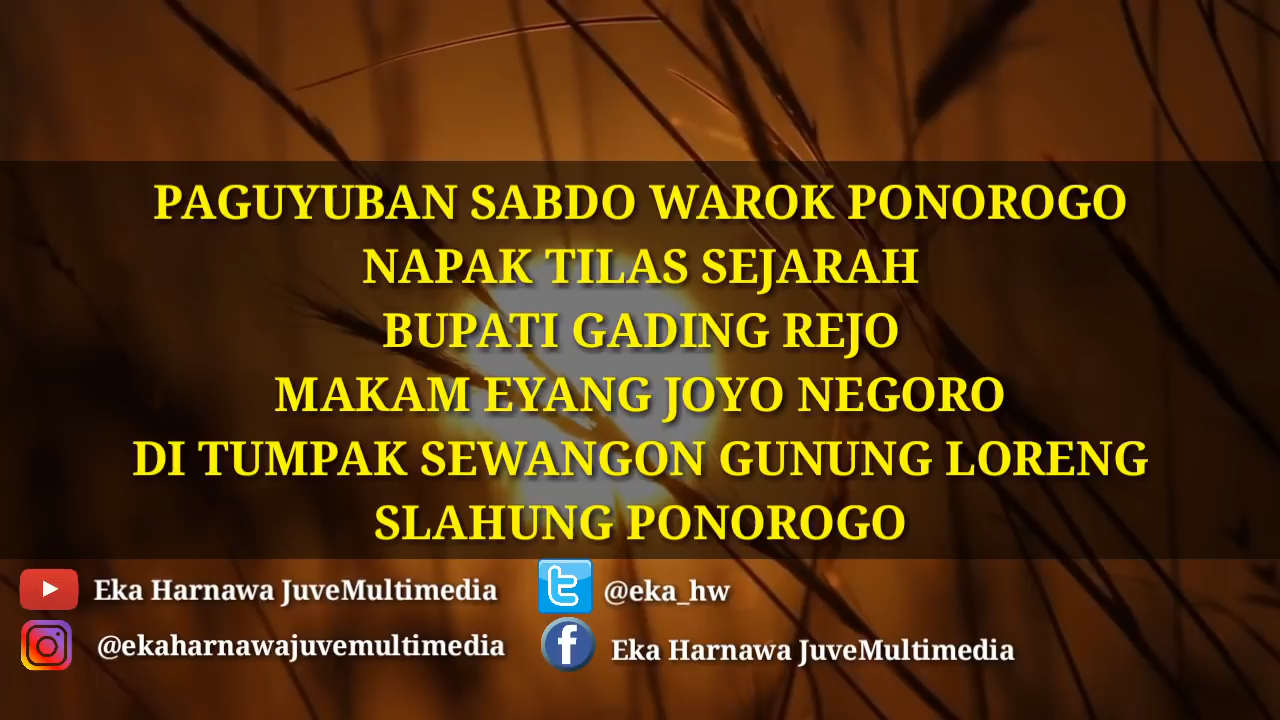 PAGUYUBAN SABDO WAROK PONOROGO
NAPAK TILAS SEJARAH
BUPATI GADING REJO
MAKAM EYANG JOYO NEGORO
DI TUMPAK SEWANGON GUNUNG LORENG
SLAHUNG PONOROGO
Eka Harnawa JuveMultimedia
@eka_hw
@ekaharnawajuvemultimedia
Eka Harnawa JuveMultimedia